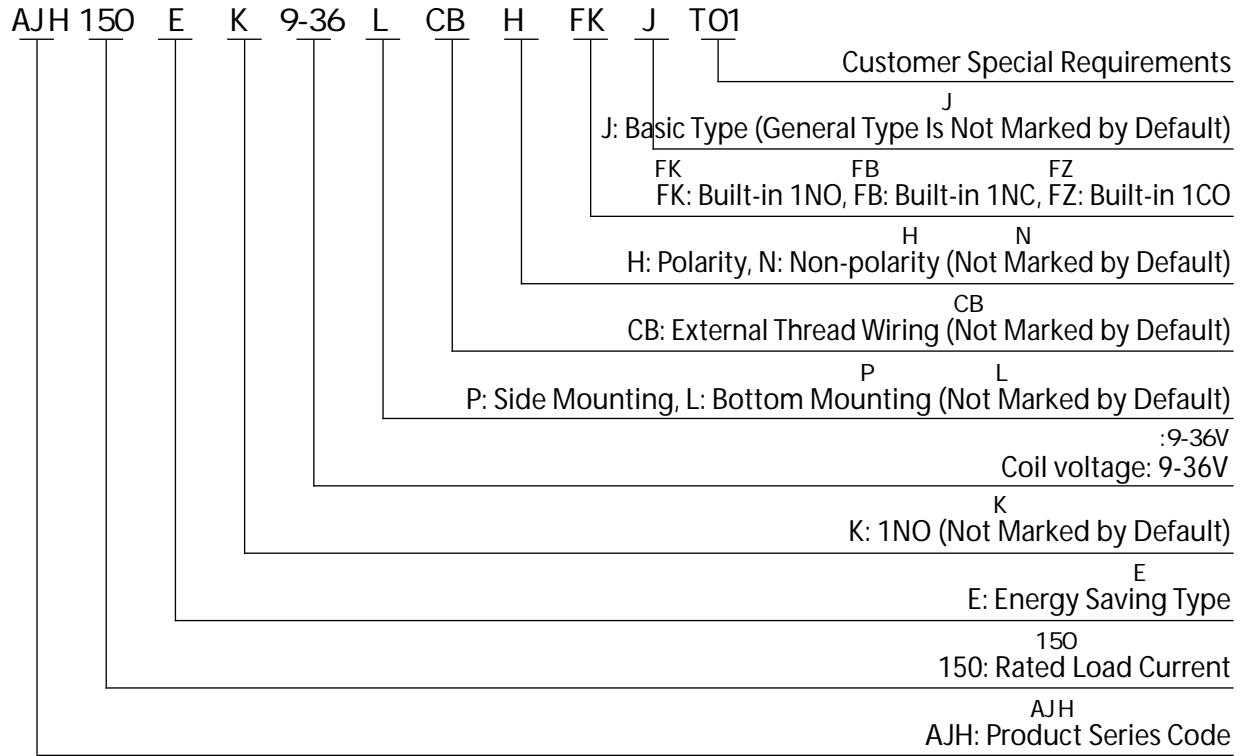 AJH 150 E K 9-36 L CB H FK J T01
Customer Special Requirements
J
J: Basic Type (General Type Is Not Marked by Default)
FK FB FZ
FK: Built-in 1NO, FB: Built-in 1NC, FZ: Built-in 1CO
H N
H: Polarity, N: Non-polarity (Not Marked by Default)
CB
CB: External Thread Wiring (Not Marked by Default)
P L
P: Side Mounting, L: Bottom Mounting (Not Marked by Default)
:9-36V
Coil voltage: 9-36V
K
K: 1NO (Not Marked by Default)
E
E: Energy Saving Type
150
150: Rated Load Current
AJH
AJH: Product Series Code